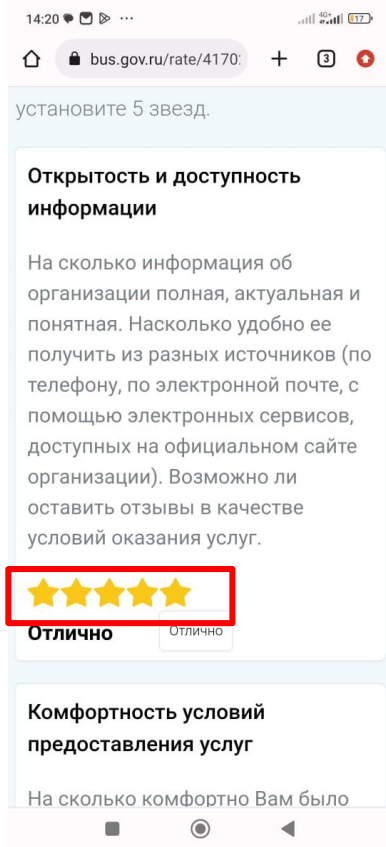 14:20
4G+
17
bus.gov.ru/rate/4170
3
установите 5 звезд.
Открытость и доступность
информации
На сколько информация об
организации полная, актуальная и
понятная. Насколько удобно ее
получить из разных источников (по
телефону, по электронной почте, с
помощью электронных сервисов,
доступных на официальном сайте
организации). Возможно ли
оставить отзывы в качестве
условий оказания услуг.
Отлично
Отлично
Комфортность условий
предоставления услуг
На сколько комфортно Вам было